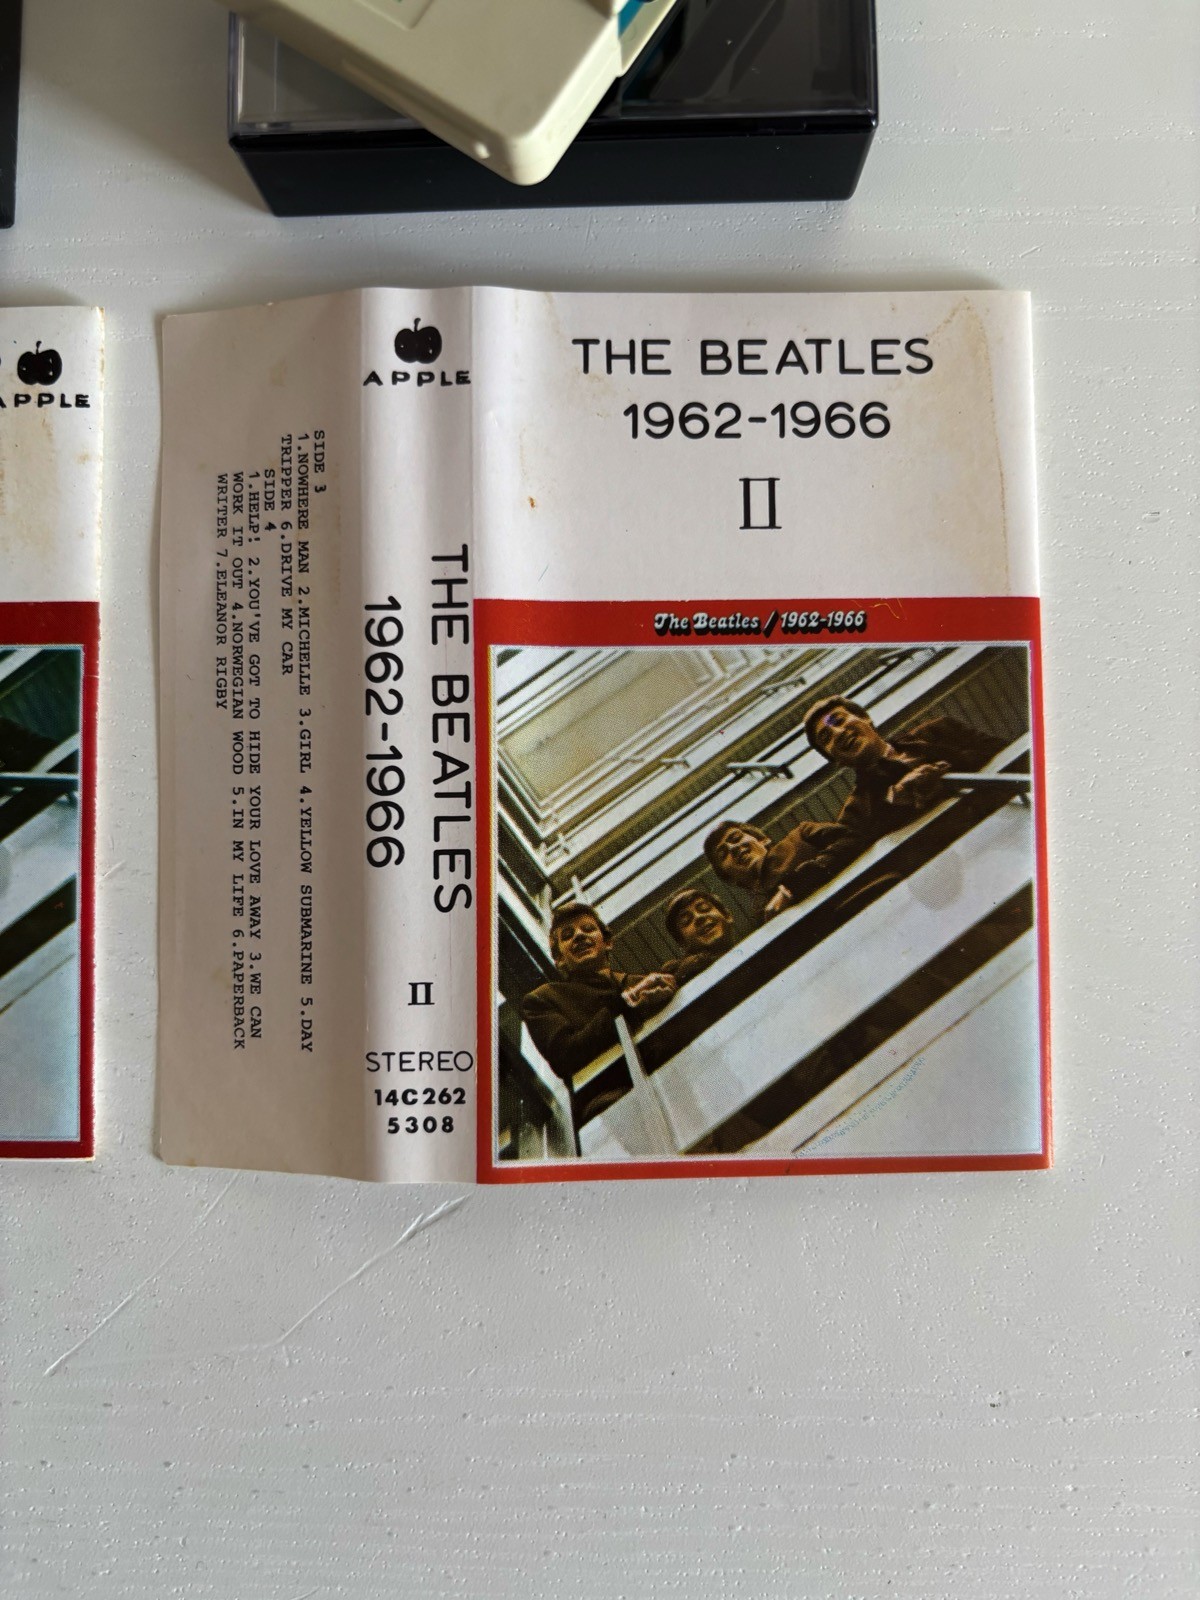 APPLE
SIDE 3
1.NOWHERE MAN 2.MICHELLE 3.GIRL 4.YELLOW SUBMARINE 5.DAY
TRIPPER 6.DRIVE MY CAR
SIDE 4
1.HELP! 2.YOU'VE GOT TO HIDE YOUR LOVE AWAY 3.WE CAN
WORK IT OUT 4.NORWEGIAN WOOD 5.IN MY LIFE 6.PAPERBACK
WRITER 7.ELEANOR RIGBY
APPLE
THE BEATLES
1962-1966
II
STEREO
14C262
5308
THE BEATLES
1962-1966
II
The Beatles / 1962-1966